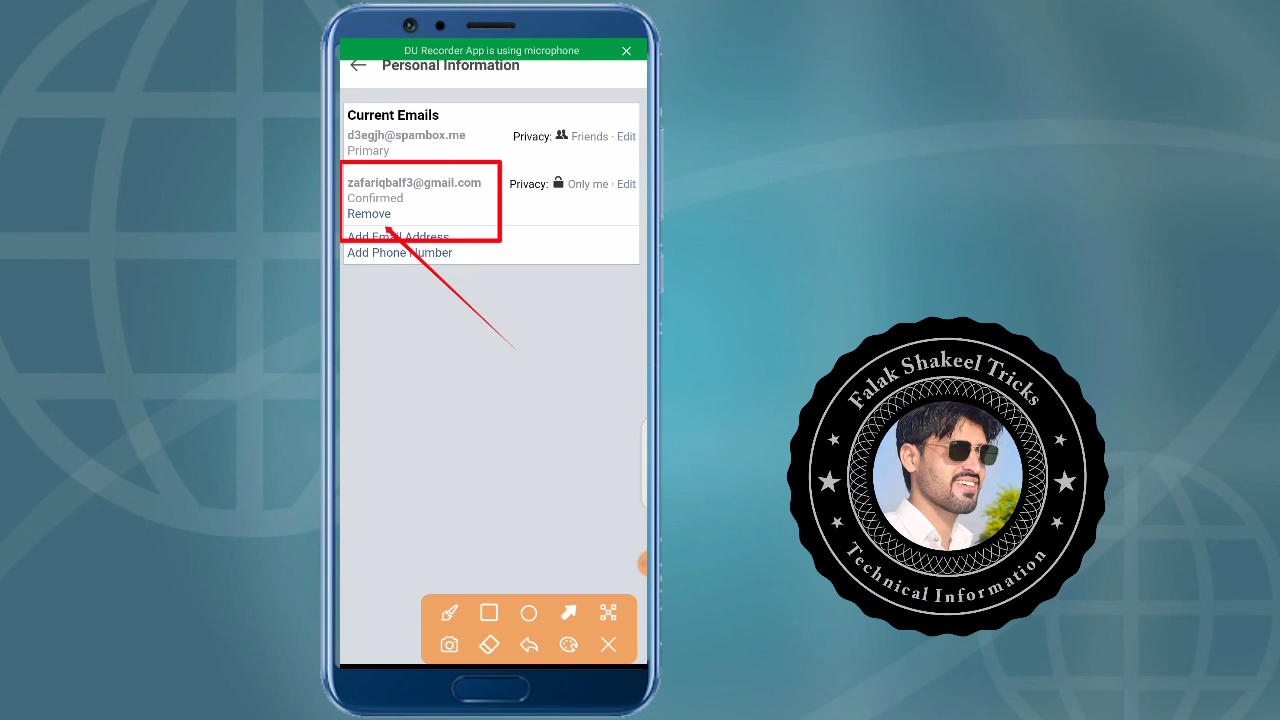 DU Recorder App is using microphone
Personal Information
Current Emails
d3egjh@spambox.me
Privacy: Friends · Edit
Primary
zafariqbalf3@gmail.com
Privacy: Only me · Edit
Confirmed
Remove
Add Email Address
Add Phone Number
Falak Shakeel Tricks
Technical Information